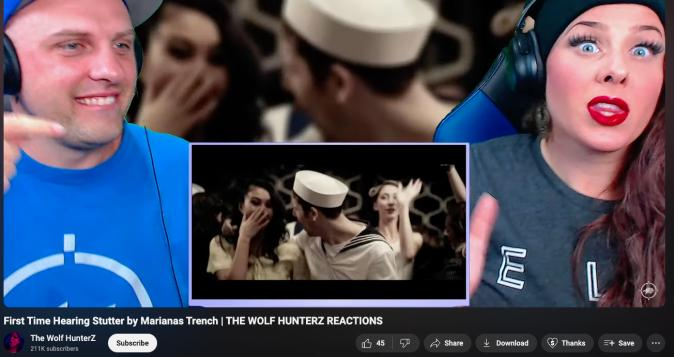 E L
First Time Hearing Stutter by Marianas Trench | THE WOLF HUNTERZ REACTIONS
The Wolf HunterZ
211K subscribers
Subscribe
45
Share
Download
Thanks
Save